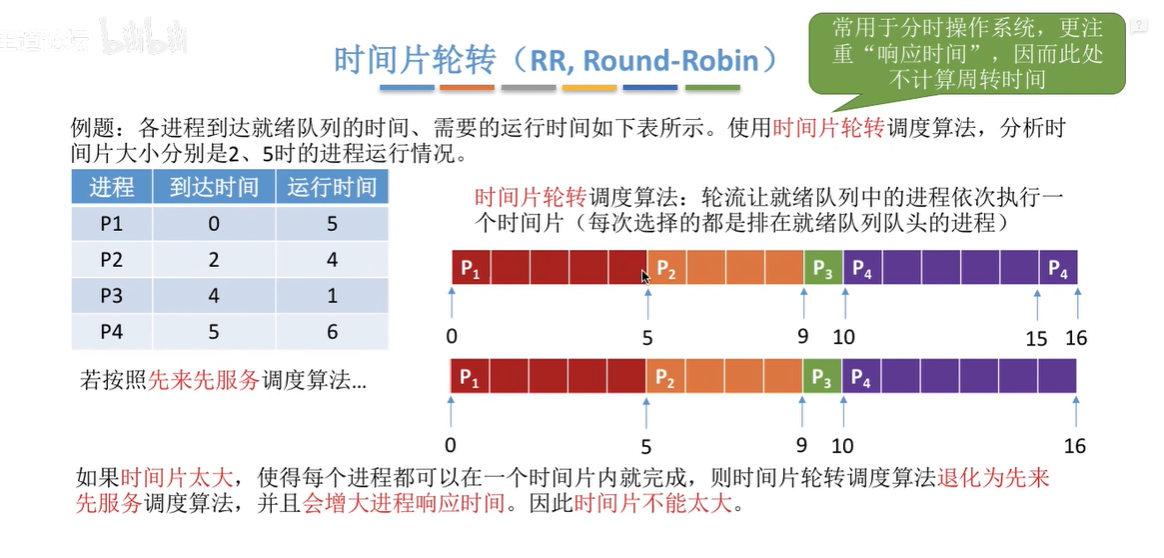 王道论坛 bilibili
常用于分时操作系统，更注
重“响应时间”，因而此处
不计算周转时间
时间片轮转（RR, Round-Robin）
例题：各进程到达就绪队列的时间、需要的运行时间如下表所示。使用时间片轮转调度算法，分析时
间片大小分别是2、5时的进程运行情况。
进程 到达时间 运行时间
P1 0 5
P2 2 4
P3 4 1
P4 5 6
时间片轮转调度算法：轮流让就绪队列中的进程依次执行一
个时间片（每次选择的都是排在就绪队列队头的进程）
P1 P2 P3 P4 P4
0 5 9 10 15 16
若按照先来先服务调度算法...
P1 P2 P3 P4
0 5 9 10 16
如果时间片太大，使得每个进程都可以在一个时间片内就完成，则时间片轮转调度算法退化为先来
先服务调度算法，并且会增大进程响应时间。因此时间片不能太大。